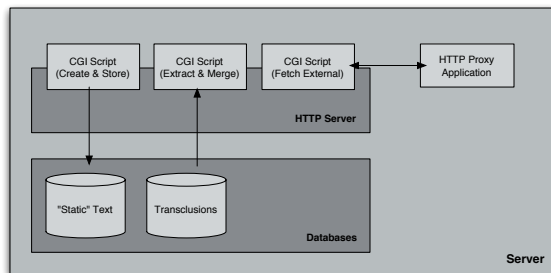 CGI Script
(Create & Store)
CGI Script
(Extract & Merge)
CGI Script
(Fetch External)
HTTP Proxy
Application
HTTP Server
"Static" Text
Transclusions
Databases
Server